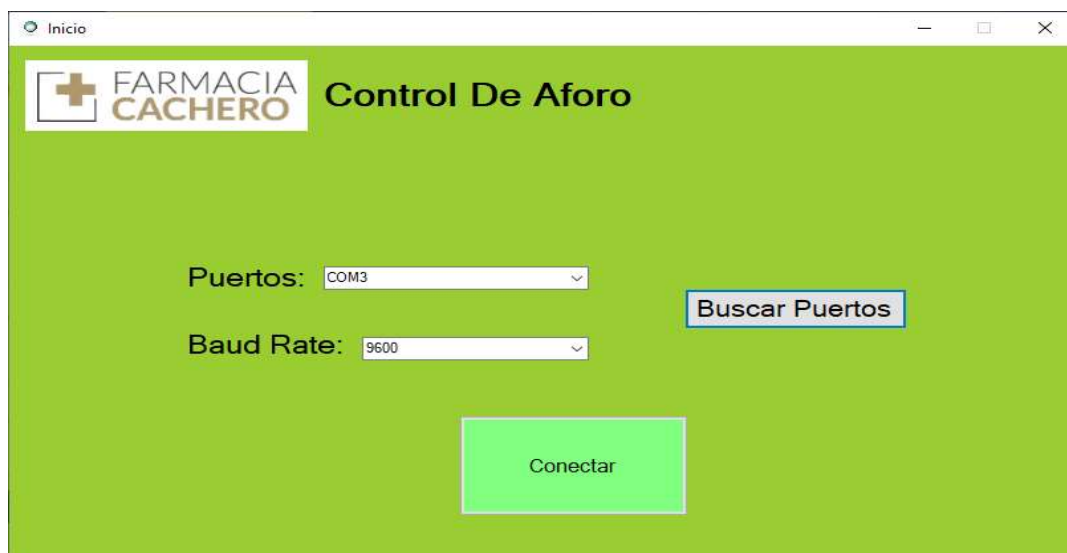 Inicio
FARMACIA
CACHERO
Control De Aforo
Puertos: COM3
Buscar Puertos
Baud Rate: 9600
Conectar